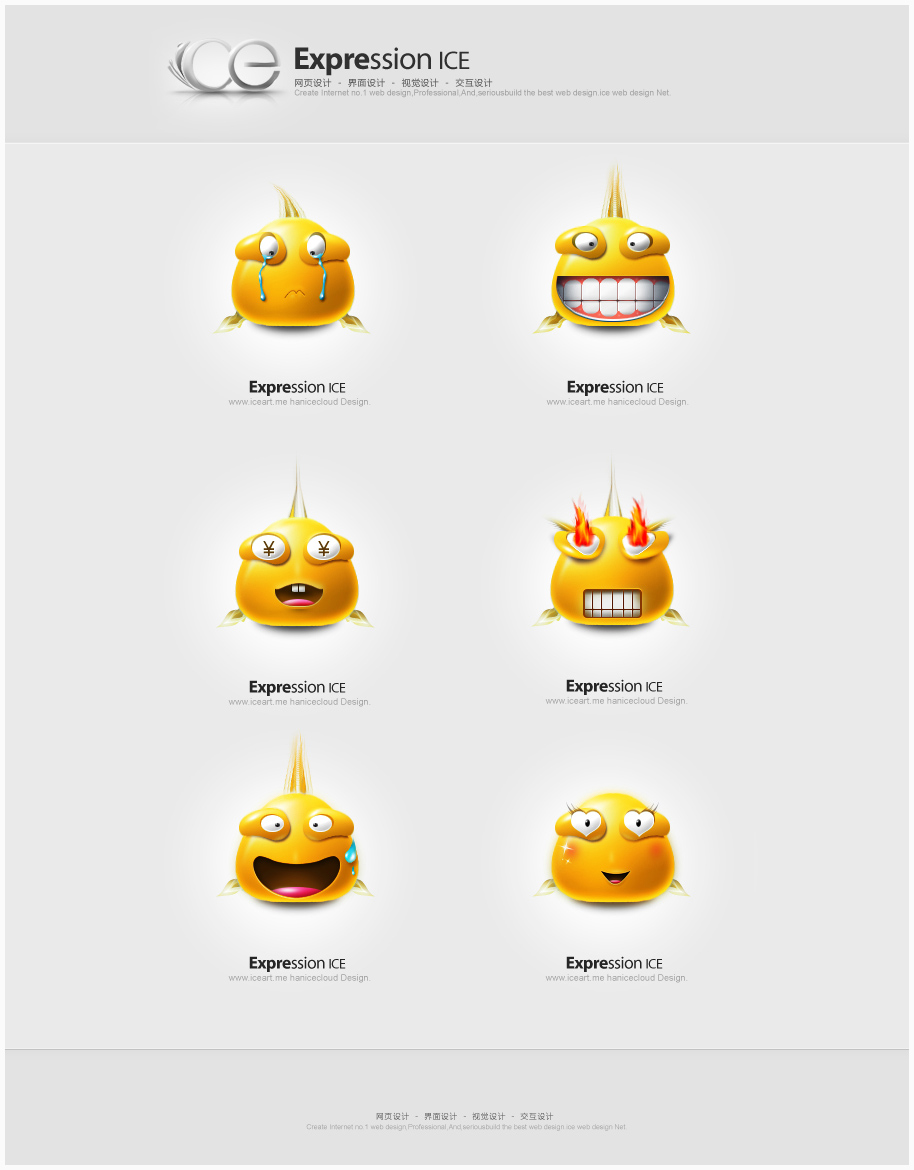 ice
Expression ICE
网页设计 - 界面设计 - 视觉设计 - 交互设计
Create Internet no.1 web design,Professional,And,seriousbuild the best web design.ice web design Net.
Expression ICE
www.iceart.me hanicecloud Design.
Expression ICE
www.iceart.me hanicecloud Design.
¥ ¥
Expression ICE
www.iceart.me hanicecloud Design.
Expression ICE
www.iceart.me hanicecloud Design.
Expression ICE
www.iceart.me hanicecloud Design.
Expression ICE
www.iceart.me hanicecloud Design.
网页设计 - 界面设计 - 视觉设计 - 交互设计
Create Internet no.1 web design,Professional,And,seriousbuild the best web design.ice web design Net.